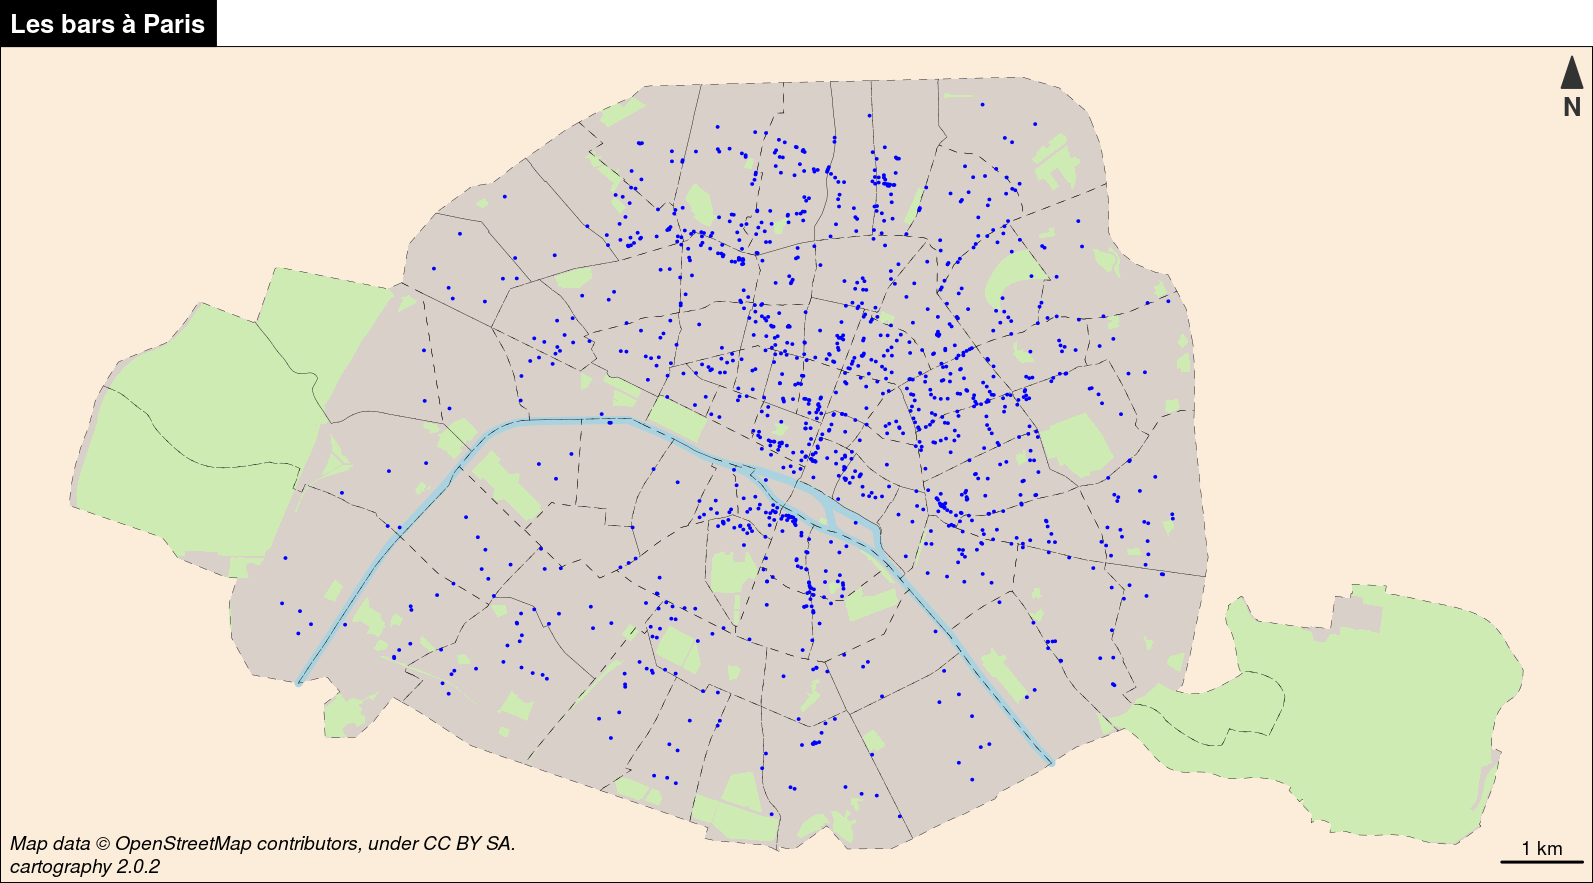 Les bars à Paris
N
Map data © OpenStreetMap contributors, under CC BY SA.
cartography 2.0.2
1 km